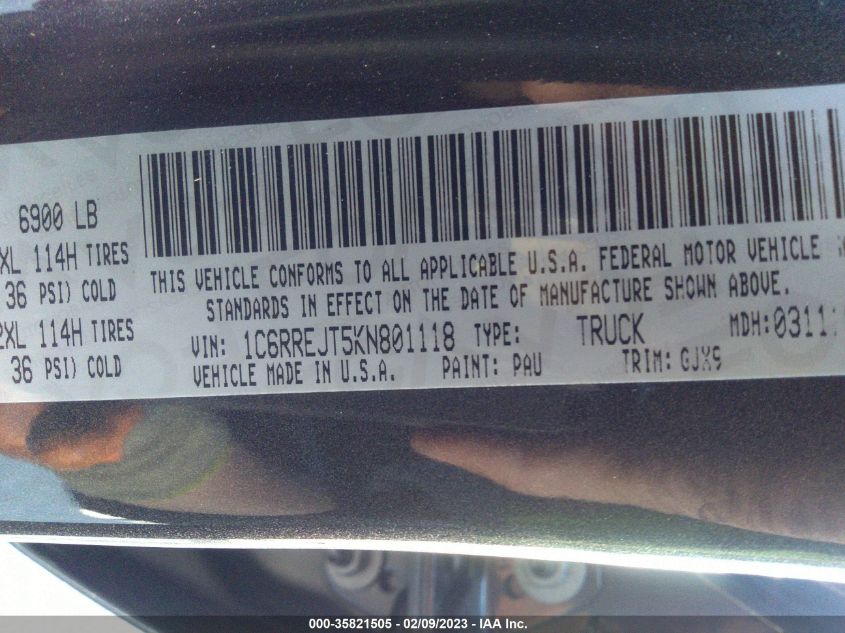 6900 LB
XL 114H TIRES
36 PSI) COLD
2XL 114H TIRES
36 PSI) COLD
THIS VEHICLE CONFORMS TO ALL APPLICABLE U.S.A. FEDERAL MOTOR VEHICLE
STANDARDS IN EFFECT ON THE DATE OF MANUFACTURE SHOWN ABOVE.
VIN: 1C6RREJT5KN801118 TYPE: TRUCK MDH:0311
VEHICLE MADE IN U.S.A. PAINT: PAU TRIM: GJX9
000-35821505 - 02/09/2023 - IAA Inc.